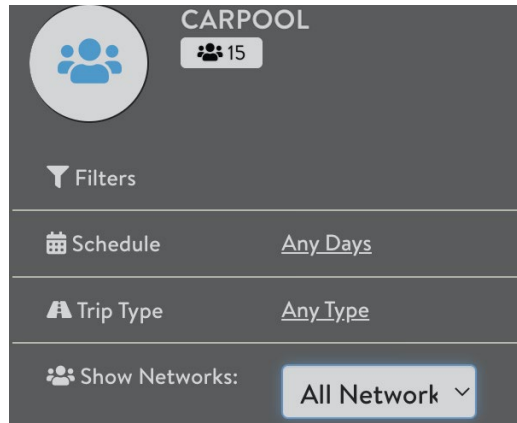 CARPOOL
15
Filters
Schedule Any Days
Trip Type Any Type
Show Networks: All Network